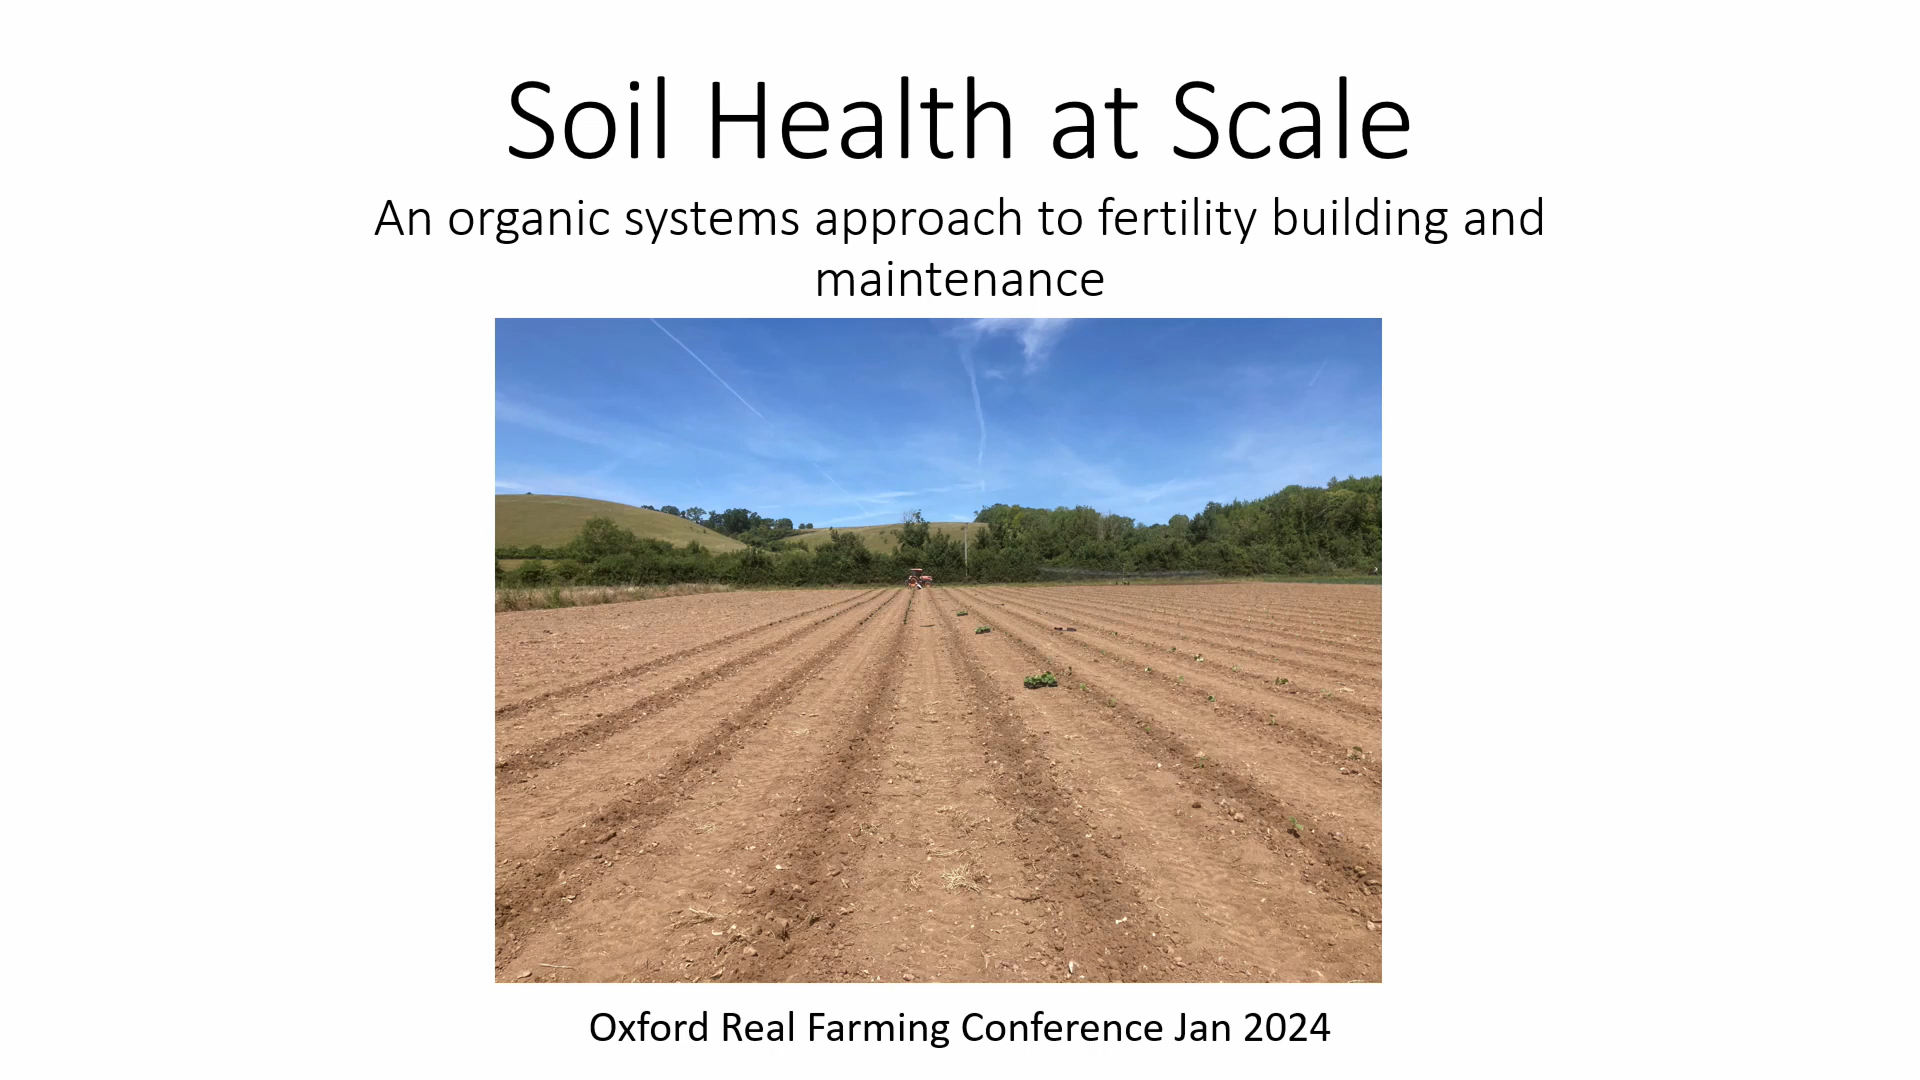 Soil Health at Scale
An organic systems approach to fertility building and
maintenance
Oxford Real Farming Conference Jan 2024